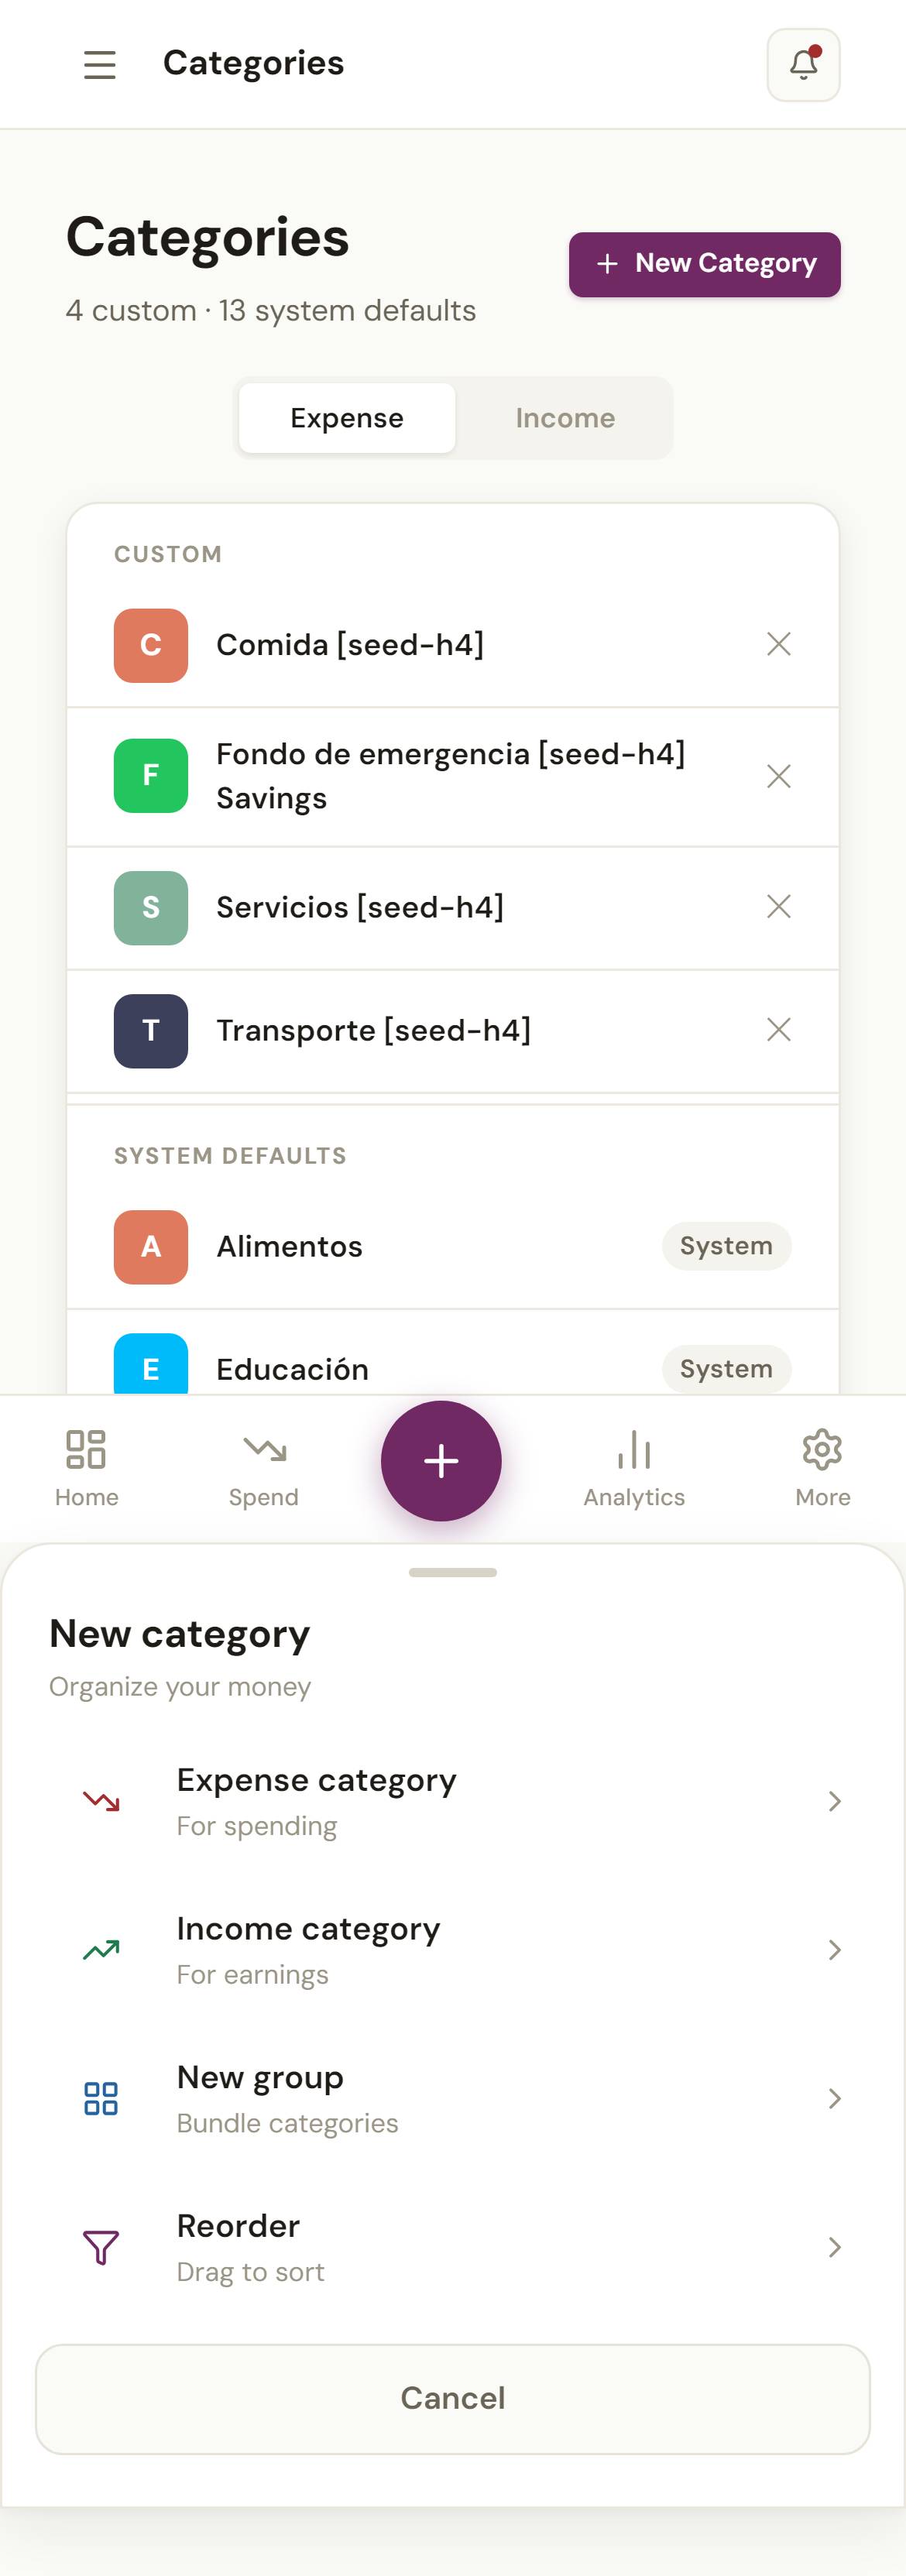 Categories
Categories
4 custom · 13 system defaults
+ New Category
Expense
Income
CUSTOM
C
Comida [seed-h4]
F
Fondo de emergencia [seed-h4]
Savings
S
Servicios [seed-h4]
T
Transporte [seed-h4]
SYSTEM DEFAULTS
A
Alimentos
System
E
Educación
System
Home
Spend
Analytics
More
New category
Organize your money
Expense category
For spending
Income category
For earnings
New group
Bundle categories
Reorder
Drag to sort
Cancel